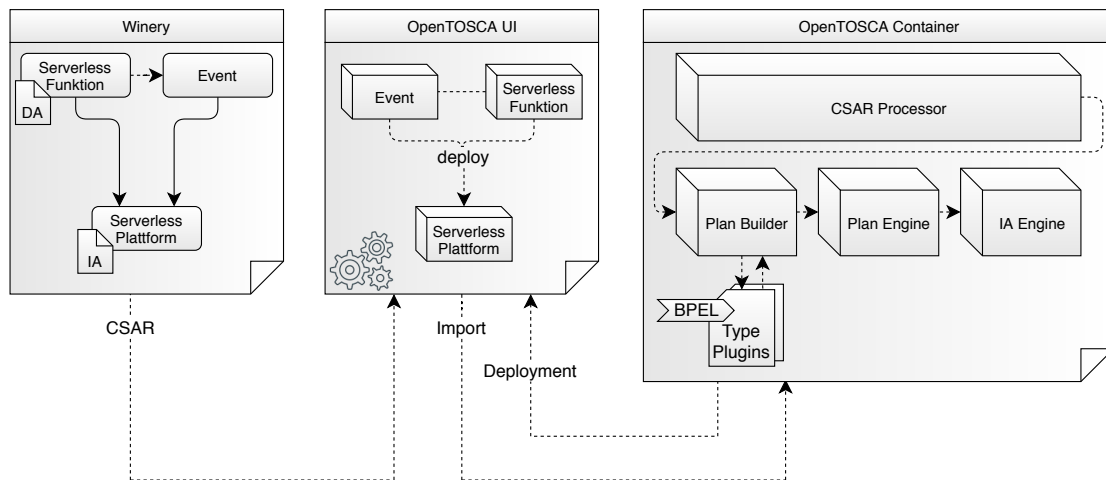 Winery
Serverless
Funktion
Event
DA
Serverless
Plattform
IA
CSAR
OpenTOSCA UI
Event
Serverless
Funktion
deploy
Serverless
Plattform
Import
Deployment
OpenTOSCA Container
CSAR Processor
Plan Builder
Plan Engine
IA Engine
BPEL
Type
Plugins